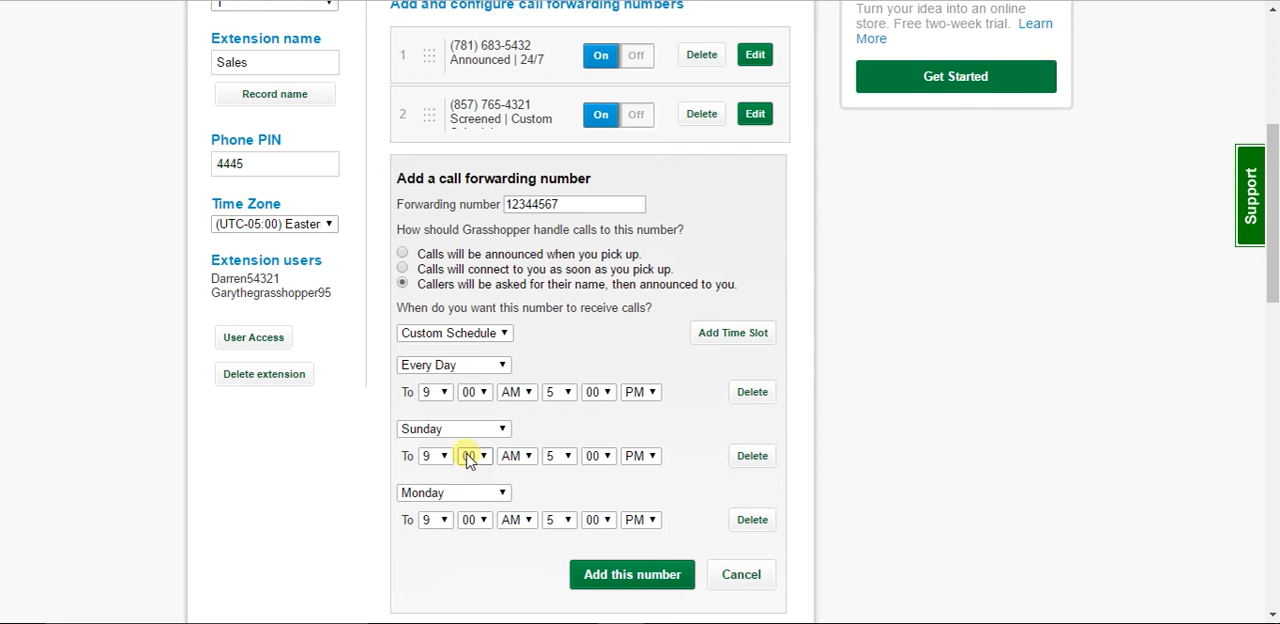 Add and configure call forwarding numbers
Turn your idea into an online
store. Free two-week trial. Learn
More
Get Started
Support
Extension name
Sales
Record name
Phone PIN
4445
Time Zone
(UTC-05:00) Easter
Extension users
Darren54321
Garythegrasshopper95
User Access
Delete extension
1 (781) 683-5432
Announced | 24/7
On Off Delete Edit
2 (857) 765-4321
Screened | Custom
On Off Delete Edit
Add a call forwarding number
Forwarding number 12344567
How should Grasshopper handle calls to this number?
Calls will be announced when you pick up.
Calls will connect to you as soon as you pick up.
Callers will be asked for their name, then announced to you.
When do you want this number to receive calls?
Custom Schedule Add Time Slot
Every Day
To 9 00 AM 5 00 PM Delete
Sunday
To 9 00 AM 5 00 PM Delete
Monday
To 9 00 AM 5 00 PM Delete
Add this number Cancel